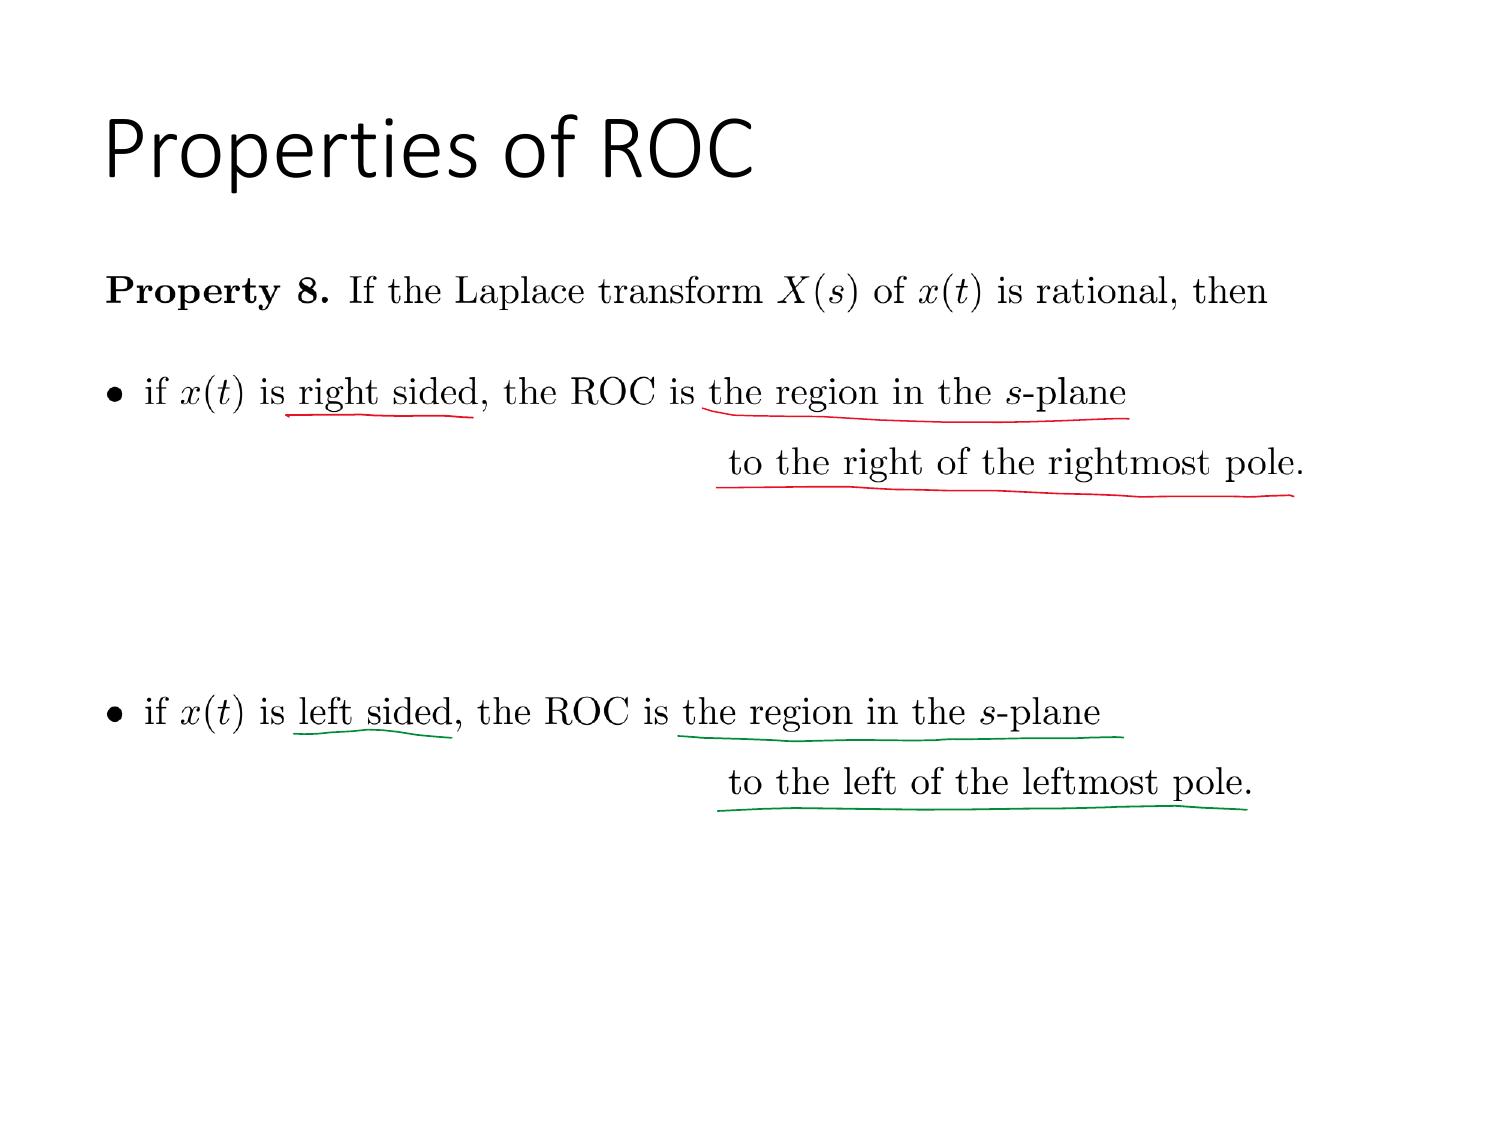 Properties of ROC
Property 8. If the Laplace transform X(s) of x(t) is rational, then
• if x(t) is right sided, the ROC is the region in the s-plane
to the right of the rightmost pole.
• if x(t) is left sided, the ROC is the region in the s-plane
to the left of the leftmost pole.